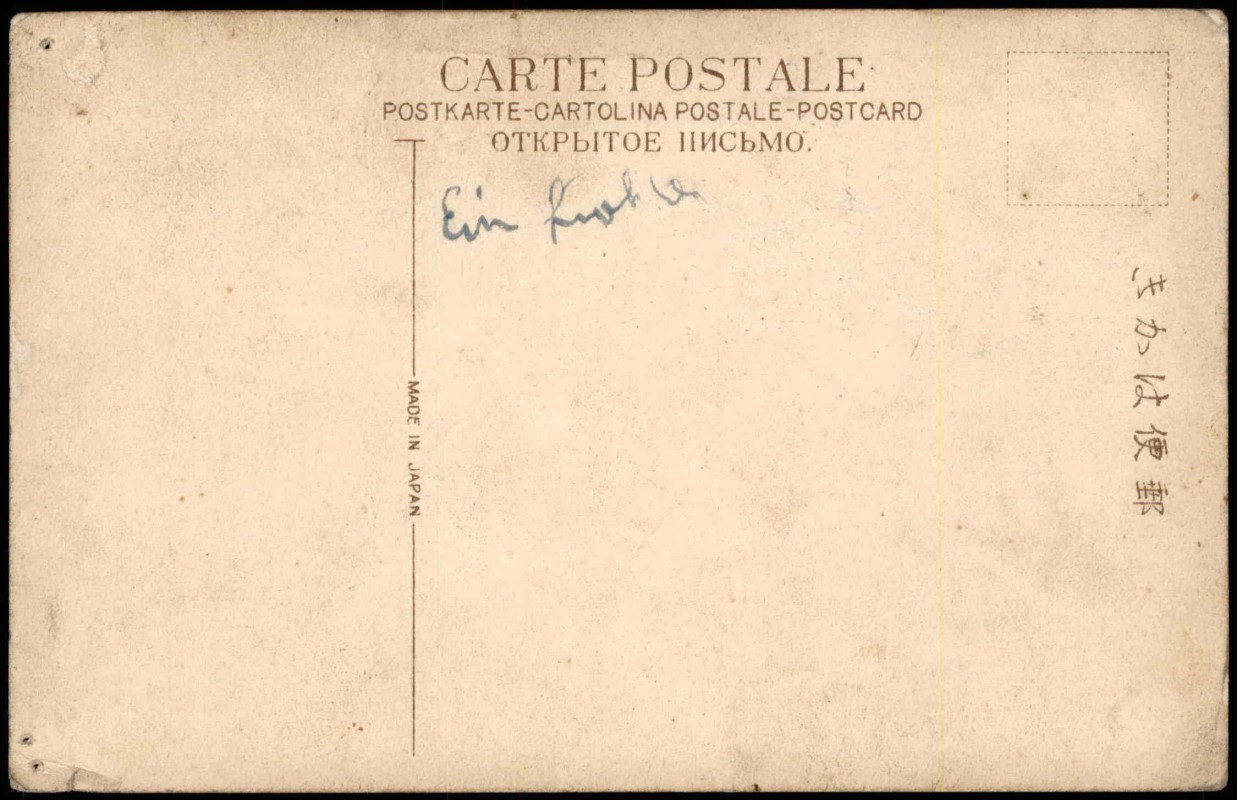 CARTE POSTALE
POSTKARTE-CARTOLINA POSTALE-POSTCARD
ОТКРЫТОЕ ПИСЬМО.
Ein
MADE IN JAPAN
郵便はかき